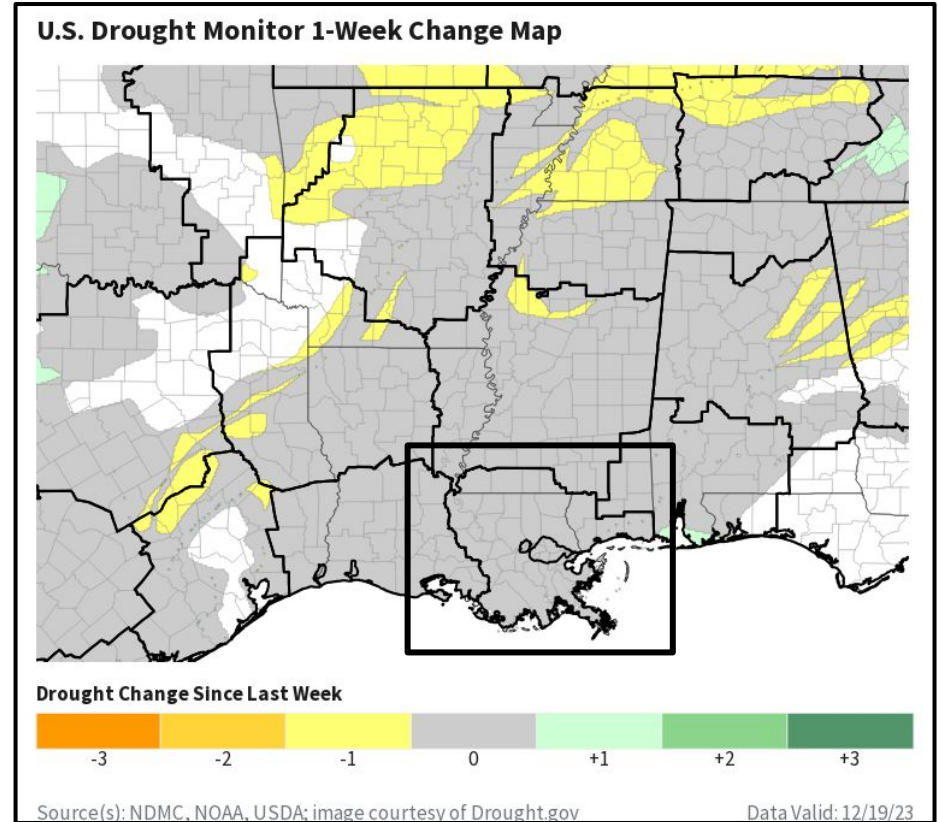 U.S. Drought Monitor 1-Week Change Map
Drought Change Since Last Week
-3 -2 -1 0 +1 +2 +3
Source(s): NDMC, NOAA, USDA; image courtesy of Drought.gov Data Valid: 12/19/23